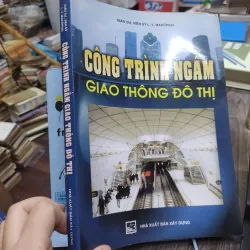 CÔNG TRÌNH NGẦM
GIAO THÔNG ĐÔ THỊ
NHÀ XUẤT BẢN XÂY DỰNG
CÔNG TRÌNH NGẦM GIAO THÔNG ĐÔ THỊ